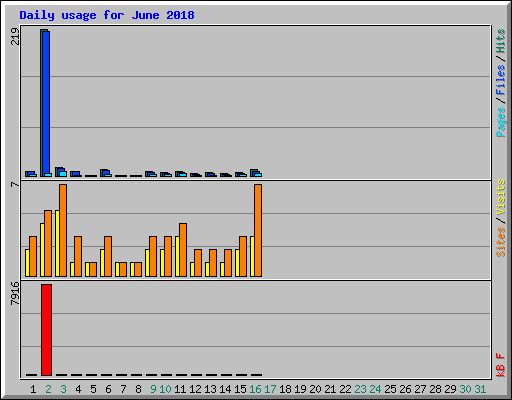 Daily usage for June 2018
219
7
7916
Pages/Files/Hits
Sites/Visits
kB F
1 2 3 4 5 6 7 8 9 10 11 12 13 14 15 16 17 18 19 20 21 22 23 24 25 26 27 28 29 30 31